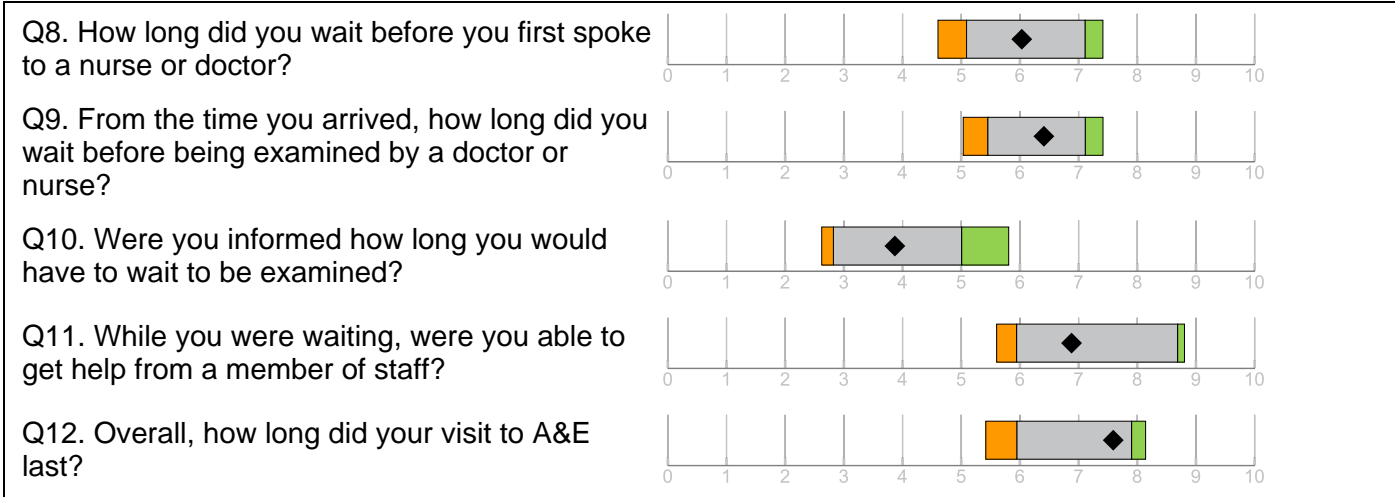 Q8. How long did you wait before you first spoke
to a nurse or doctor?
0 1 2 3 4 5 6 7 8 9 10
Q9. From the time you arrived, how long did you
wait before being examined by a doctor or
nurse?
0 1 2 3 4 5 6 7 8 9 10
Q10. Were you informed how long you would
have to wait to be examined?
0 1 2 3 4 5 6 7 8 9 10
Q11. While you were waiting, were you able to
get help from a member of staff?
0 1 2 3 4 5 6 7 8 9 10
Q12. Overall, how long did your visit to A&E
last?
0 1 2 3 4 5 6 7 8 9 10